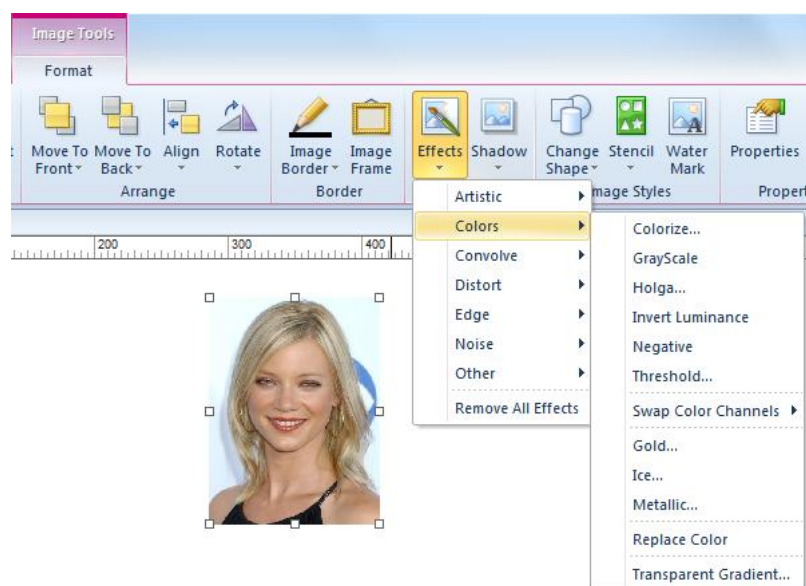 Image Tools
Format
Move To Front
Move To Back
Align
Rotate
Image Border
Image Frame
Effects
Shadow
Change Shape
Stencil
Water Mark
Properties
Arrange
Border
mage Styles
Propert
Artistic
Colors
Convolve
Distort
Edge
Noise
Other
Remove All Effects
Colorize...
GrayScale
Holga...
Invert Luminance
Negative
Threshold...
Swap Color Channels
Gold...
Ice...
Metallic...
Replace Color
Transparent Gradient...
200
300
400